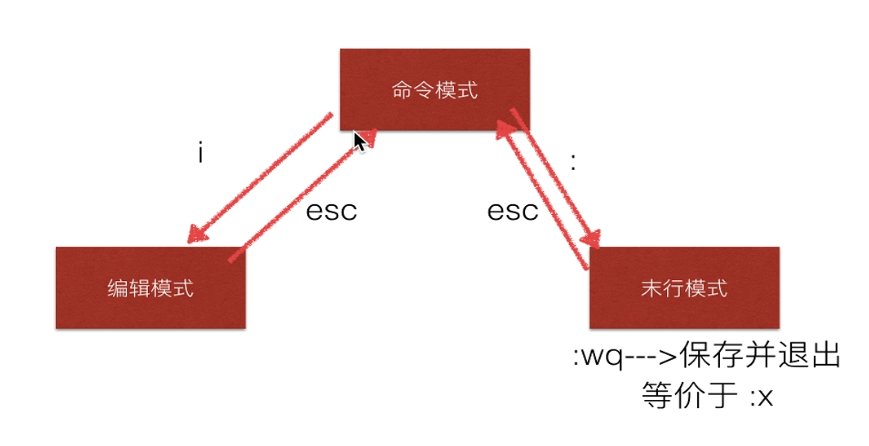 命令模式
i
:
esc
esc
编辑模式
末行模式
:wq--->保存并退出
等价于 :x